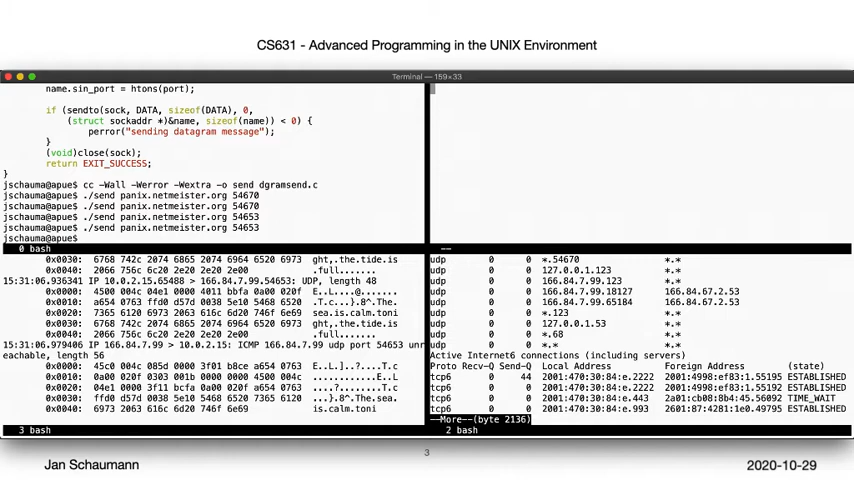 CS631 - Advanced Programming in the UNIX Environment
Terminal — 159×33
name.sin_port = htons(port);
if (sendto(sock, DATA, sizeof(DATA), 0,
(struct sockaddr *)&name, sizeof(name)) < 0) {
perror("sending datagram message");
}
(void)close(sock);
return EXIT_SUCCESS;
}
jschauma@apue$ cc -Wall -Werror -Wextra -o send dgramsend.c
jschauma@apue$ ./send panix.netmeister.org 54670
jschauma@apue$ ./send panix.netmeister.org 54670
jschauma@apue$ ./send panix.netmeister.org 54653
jschauma@apue$ ./send panix.netmeister.org 54653
jschauma@apue$
0 bash
--
0x0030: 6768 742c 2074 6865 2074 6964 6520 6973 ght,.the.tide.is
0x0040: 2066 756c 6c20 2e2e 2e00 .full......
15:31:06.936341 IP 10.0.2.15.65488 > 166.84.7.99.54653: UDP, length 48
0x0000: 4500 004c 04e1 0000 4011 bbfa 0a00 020f E..L....@.......
0x0010: a654 0763 ffd0 d57d 0038 5e10 5468 6520 .T.c...}.8^.The.
0x0020: 7365 6120 6973 2063 616c 6d20 746f 6e69 sea.is.calm.toni
0x0030: 6768 742c 2074 6865 2074 6964 6520 6973 ght,.the.tide.is
0x0040: 2066 756c 6c20 2e2e 2e00 .full......
15:31:06.979406 IP 166.84.7.99 > 10.0.2.15: ICMP 166.84.7.99 udp port 54653 unr
eachable, length 56
0x0000: 45c0 004c 085d 0000 3f01 b8ce a654 0763 E..L.]..?....T.c
0x0010: 0a00 020f 0303 001b 0000 0000 4500 004c ............E..L
0x0020: 04e1 0000 3f11 bcfa 0a00 020f a654 0763 ....?........T.c
0x0030: ffd0 d57d 0038 5e10 5468 6520 7365 6120 ...}.8^.The.sea.
0x0040: 6973 2063 616c 6d20 746f 6e69 is.calm.toni
3 bash
udp 0 0 *.54670 *.*
udp 0 0 127.0.0.1.123 *.*
udp 0 0 166.84.7.99.123 *.*
udp 0 0 166.84.7.99.18127 166.84.67.2.53
udp 0 0 166.84.7.99.65184 166.84.67.2.53
udp 0 0 *.123 *.*
udp 0 0 127.0.0.1.53 *.*
udp 0 0 *.68 *.*
udp 0 0 *.* *.*
Active Internet6 connections (including servers)
Proto Recv-Q Send-Q Local Address Foreign Address (state)
tcp6 0 44 2001:470:30:84:e.2222 2001:4998:ef83:1.55195 ESTABLISHED
tcp6 0 0 2001:470:30:84:e.2222 2001:4998:ef83:1.55192 ESTABLISHED
tcp6 0 0 2001:470:30:84:e.443 2a01:cb08:8b4:45.56092 TIME_WAIT
tcp6 0 0 2001:470:30:84:e.993 2601:87:4281:1e0.49795 ESTABLISHED
--More--(byte 2136)
2 bash
3
Jan Schaumann
2020-10-29